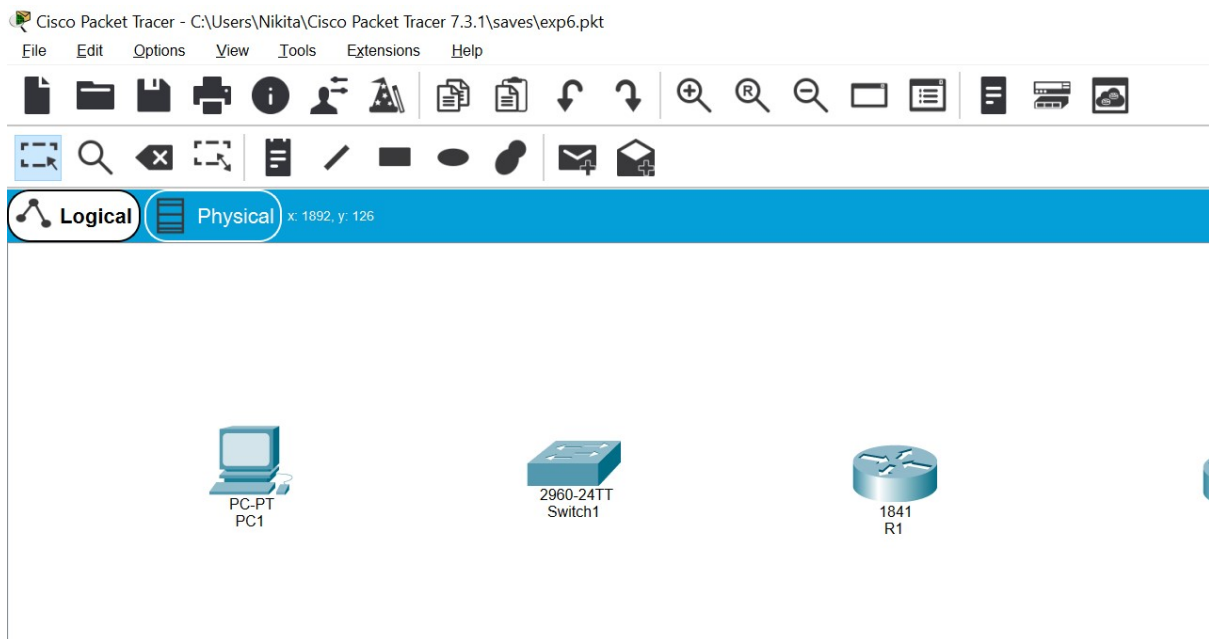 Cisco Packet Tracer - C:\Users\Nikita\Cisco Packet Tracer 7.3.1\saves\exp6.pkt
File Edit Options View Tools Extensions Help
R
Logical Physical x: 1892, y: 126
PC-PT
PC1
2960-24TT
Switch1
1841
R1